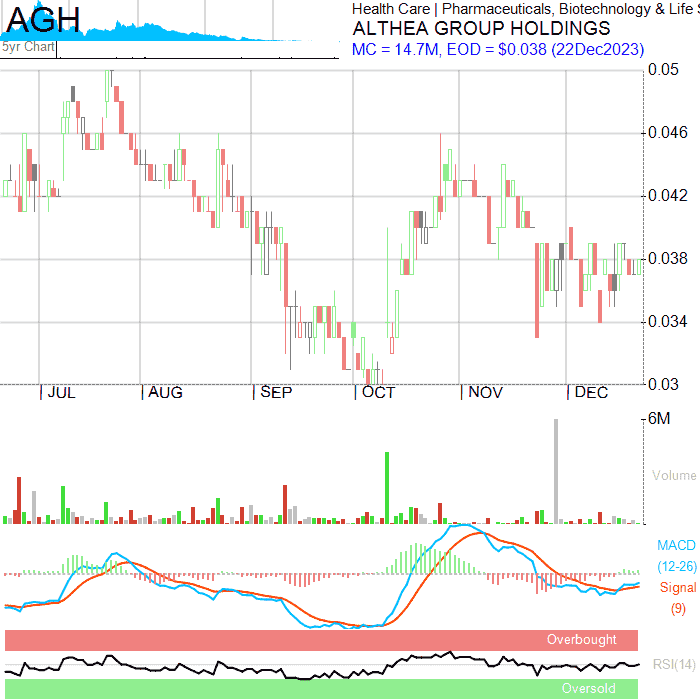 AGH
5yr Chart
Health Care | Pharmaceuticals, Biotechnology & Life S
ALTHEA GROUP HOLDINGS
MC = 14.7M, EOD = $0.038 (22Dec2023)
0.05
0.046
0.042
0.038
0.034
0.03
JUL AUG SEP OCT NOV DEC
6M
Volume
MACD
(12-26)
Signal
(9)
Overbought
RSI(14)
Oversold